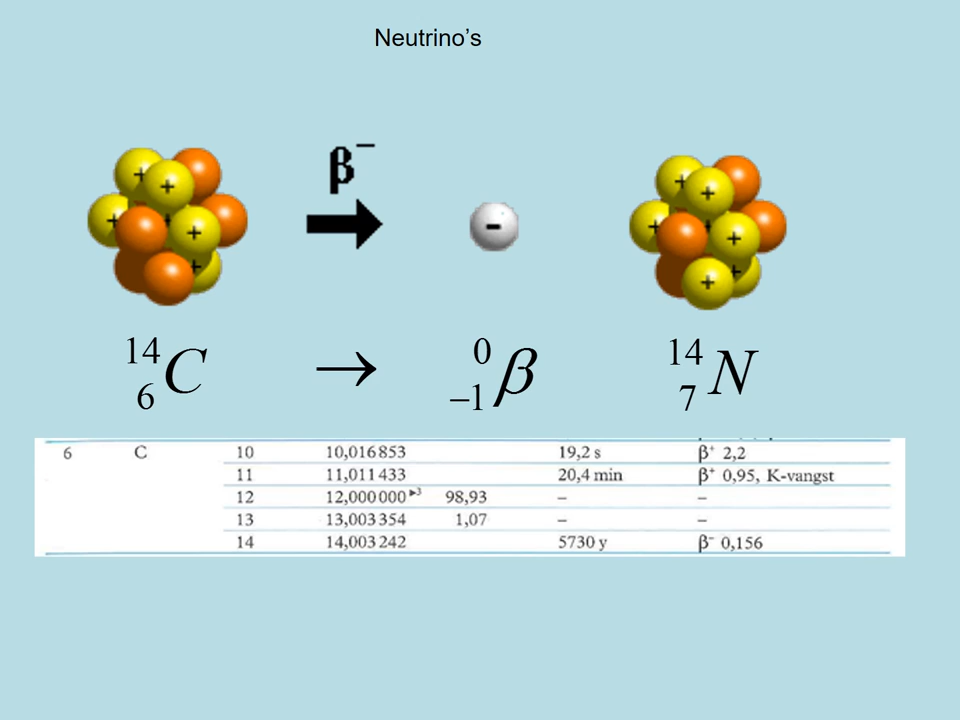 Neutrino’s
β⁻
+ + + + + +
-
+ + + + + + +
¹⁴₆C → ⁰₋₁β ¹⁴₇N
6 C 10 10,016853 19,2 s β⁺ 2,2
11 11,011433 20,4 min β⁺ 0,95, K-vangst
12 12,000000 ▸3 98,93 – –
13 13,003354 1,07 – –
14 14,003242 5730 y β⁻ 0,156